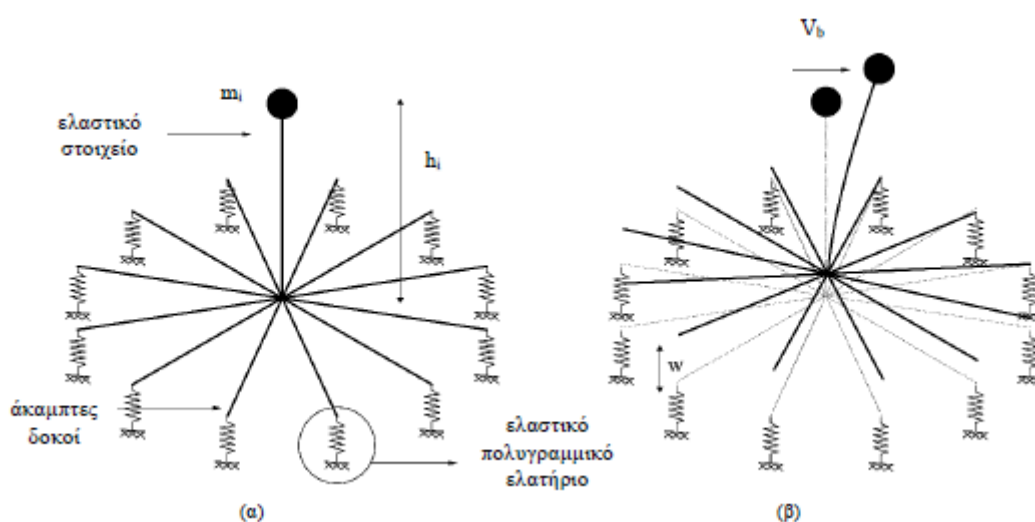 V_b
m_i
ελαστικό
στοιχείο
h_i
w
άκαμπτες
δοκοί
ελαστικό
πολυγραμμικό
ελατήριο
(α)
(β)